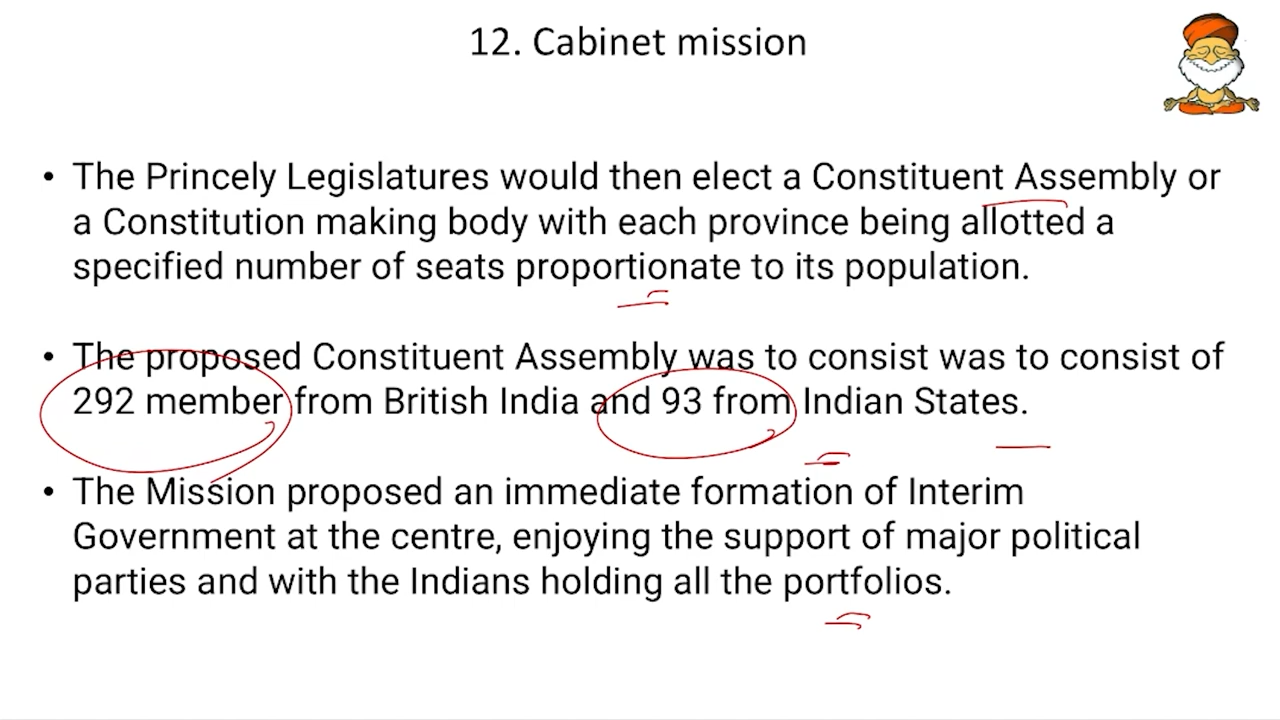 12. Cabinet mission
• The Princely Legislatures would then elect a Constituent Assembly or
a Constitution making body with each province being allotted a
specified number of seats proportionate to its population.
• The proposed Constituent Assembly was to consist was to consist of
292 member from British India and 93 from Indian States.
• The Mission proposed an immediate formation of Interim
Government at the centre, enjoying the support of major political
parties and with the Indians holding all the portfolios.